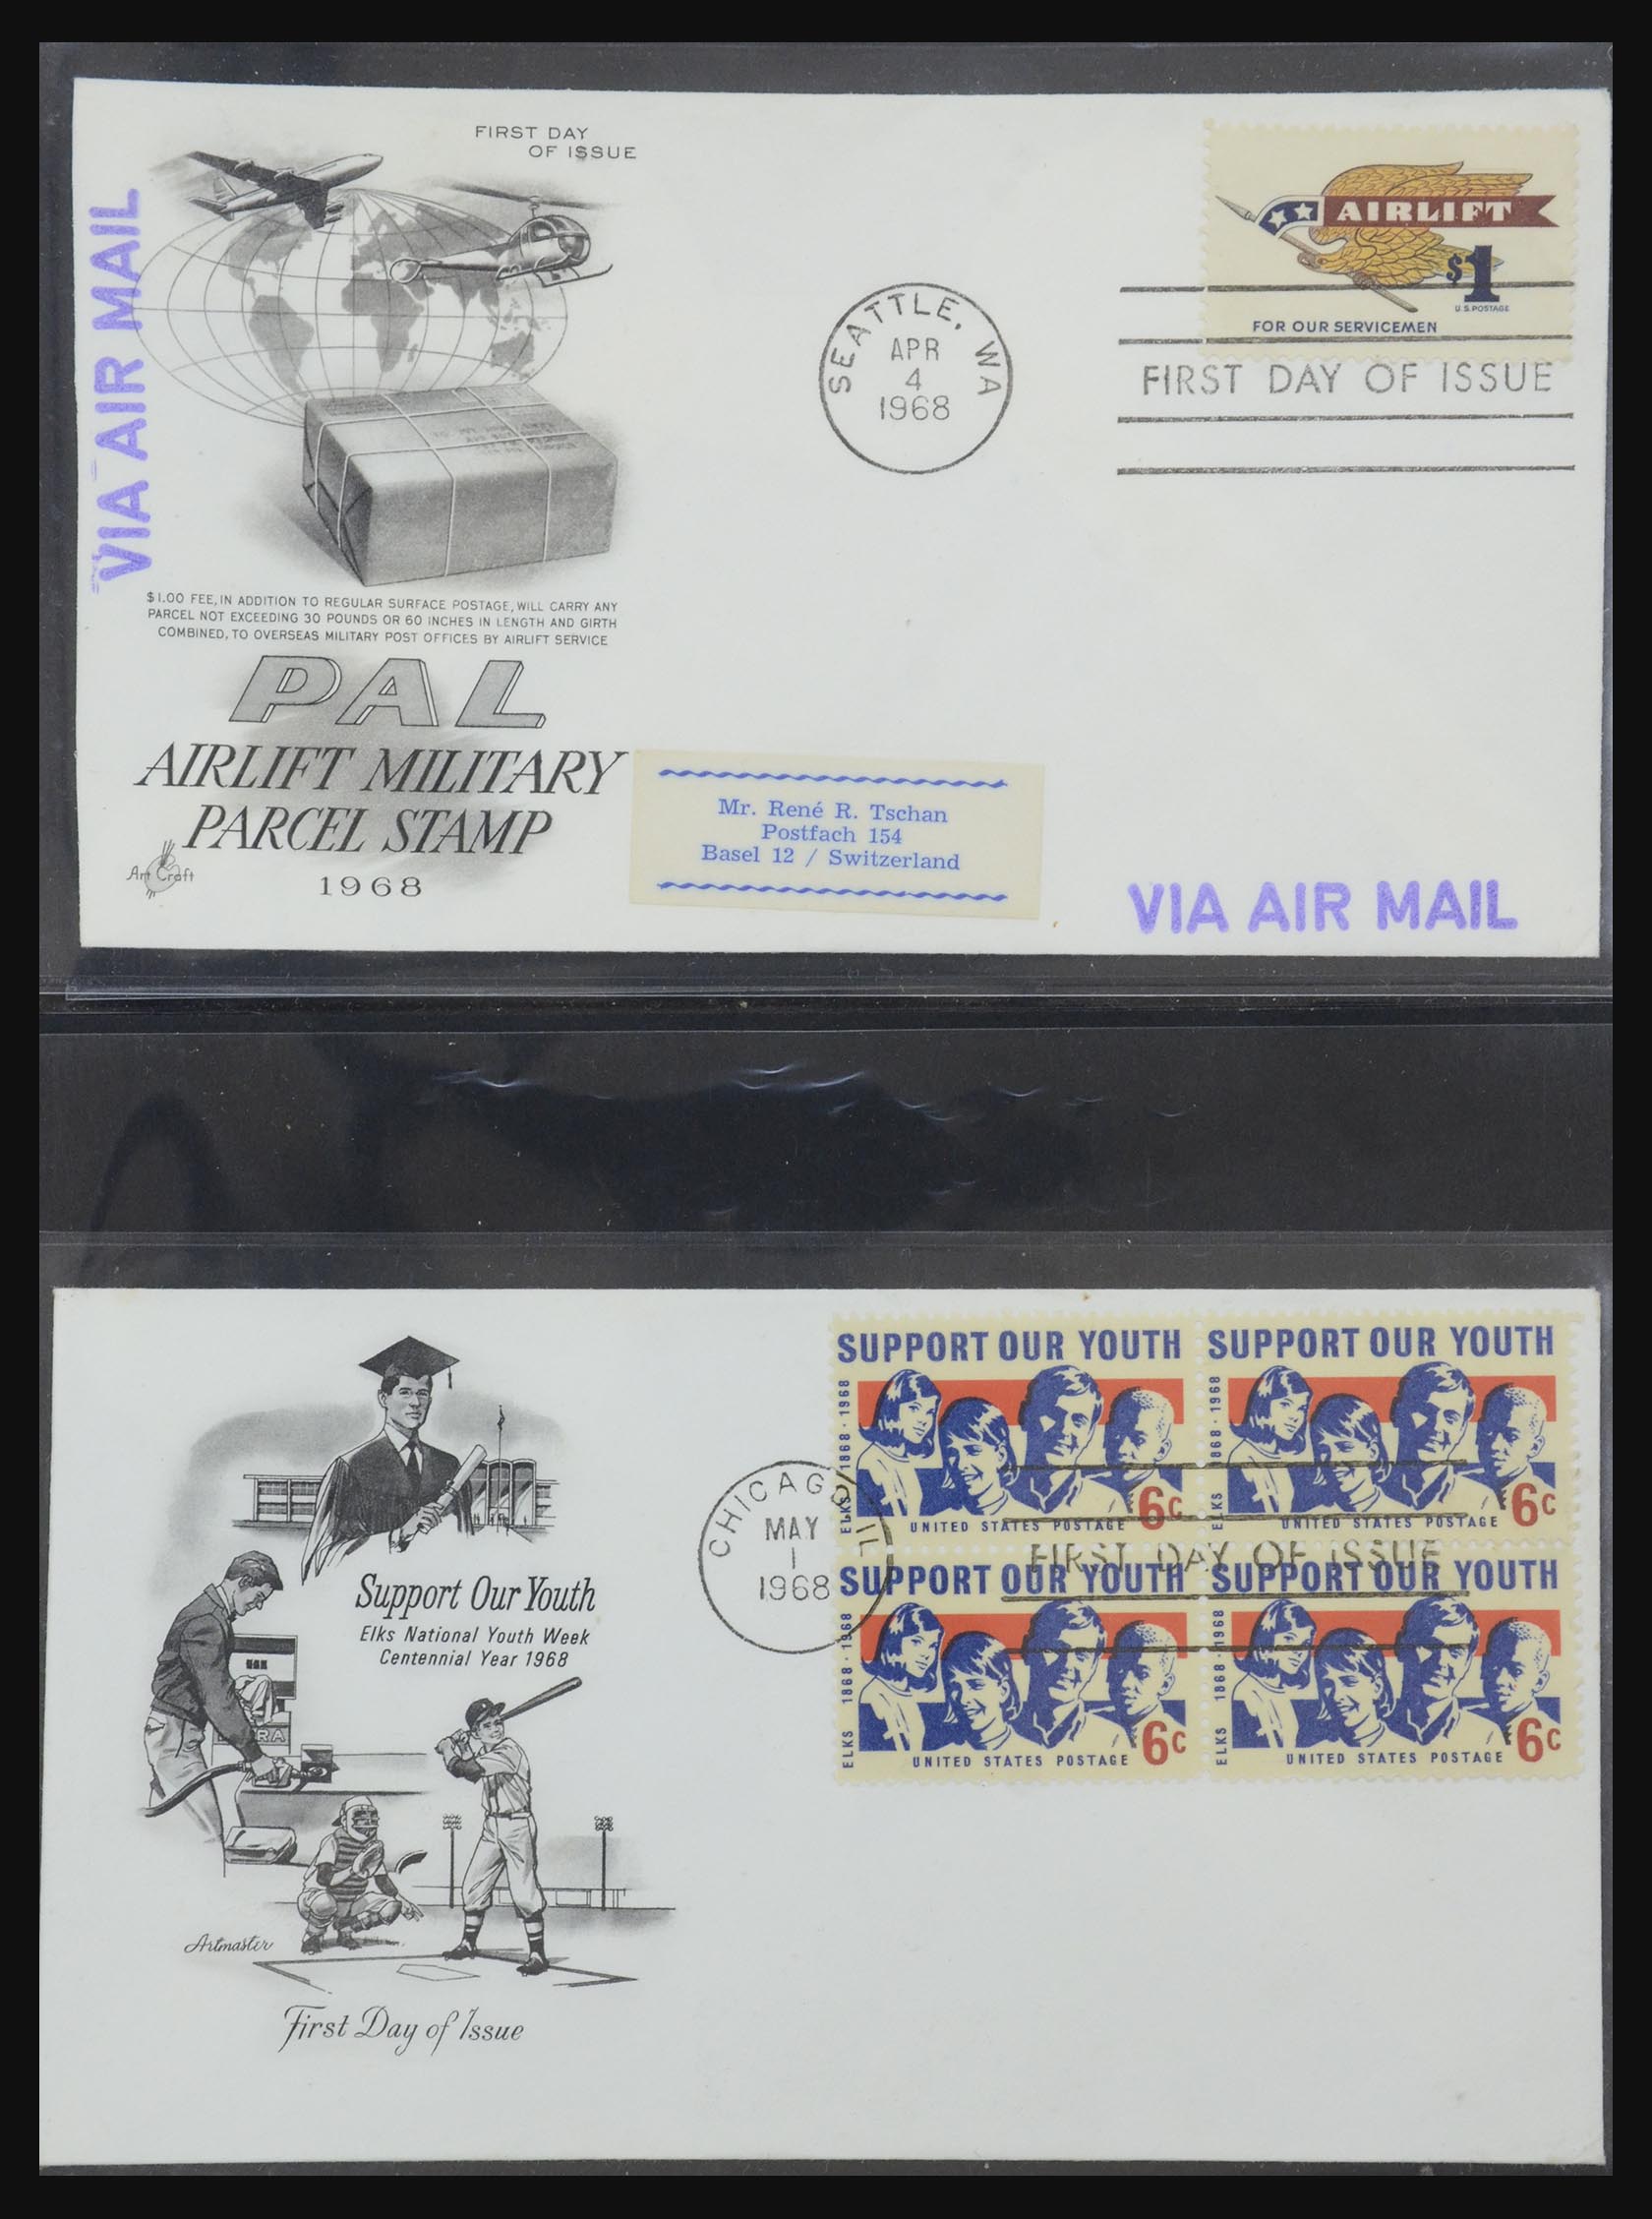 FIRST DAY
OF ISSUE
VIA AIR MAIL
AIRLIFT
$1
U.S. POSTAGE
FOR OUR SERVICEMEN
SEATTLE, WA
APR
4
1968
FIRST DAY OF ISSUE
$1.00 FEE, IN ADDITION TO REGULAR SURFACE POSTAGE, WILL CARRY ANY
PARCEL NOT EXCEEDING 30 POUNDS OR 60 INCHES IN LENGTH AND GIRTH
COMBINED, TO OVERSEAS MILITARY POST OFFICES BY AIRLIFT SERVICE
PAL
AIRLIFT MILITARY
PARCEL STAMP
1968
Art Craft
Mr. René R. Tschan
Postfach 154
Basel 12 / Switzerland
VIA AIR MAIL
SUPPORT OUR YOUTH
ELKS 1868·1968
6c
UNITED STATES POSTAGE
SUPPORT OUR YOUTH
ELKS 1868·1968
6c
UNITED STATES POSTAGE
CHICAGO, IL
MAY
1
1968
FIRST DAY OF ISSUE
SUPPORT OUR YOUTH
ELKS 1868·1968
6c
UNITED STATES POSTAGE
SUPPORT OUR YOUTH
ELKS 1868·1968
6c
UNITED STATES POSTAGE
Support Our Youth
Elks National Youth Week
Centennial Year 1968
Artmaster
First Day of Issue